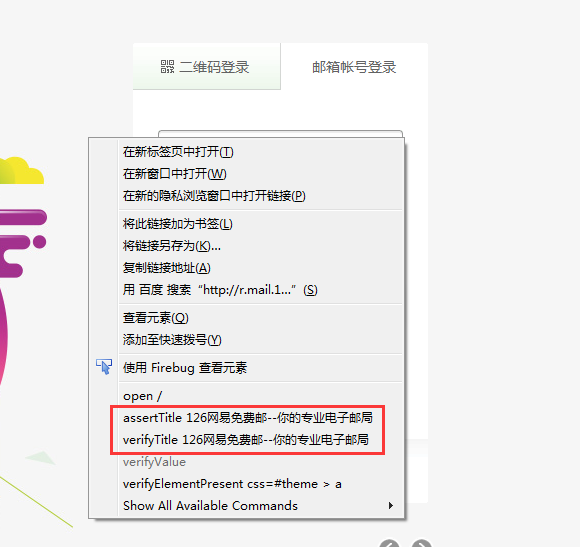 二维码登录
邮箱帐号登录
在新标签页中打开(T)
在新窗口中打开(W)
在新的隐私浏览窗口中打开链接(P)
将此链接加为书签(L)
将链接另存为(K)...
复制链接地址(A)
用 百度 搜索“http://r.mail.1...”(S)
查看元素(Q)
添加至快速拨号(Y)
使用 Firebug 查看元素
open /
assertTitle 126网易免费邮--你的专业电子邮局
verifyTitle 126网易免费邮--你的专业电子邮局
verifyValue
verifyElementPresent css=#theme > a
Show All Available Commands